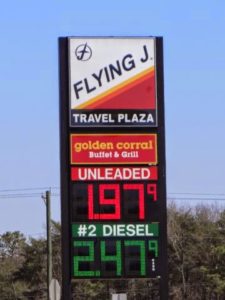 FLYING J.
TRAVEL PLAZA
golden corral
Buffet & Grill
UNLEADED
1.97 9
#2 DIESEL
2.47 9